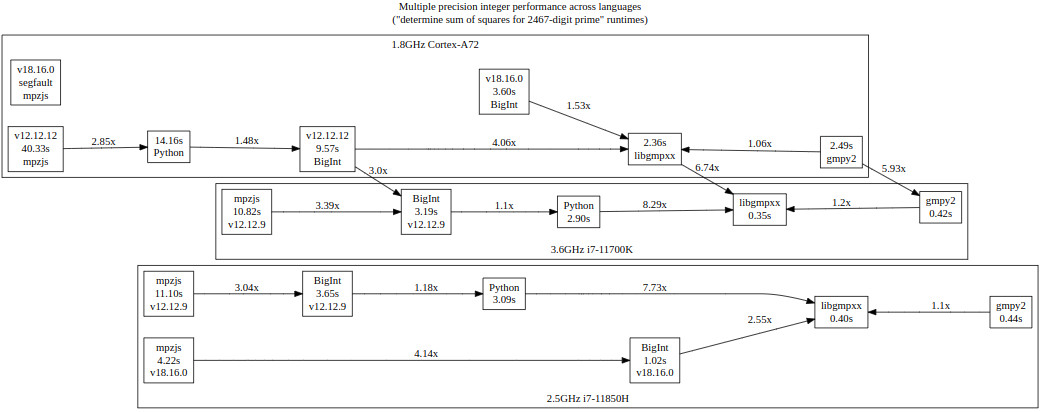 Multiple precision integer performance across languages
("determine sum of squares for 2467-digit prime" runtimes)
1.8GHz Cortex-A72
v18.16.0
segfault
mpzjs
v18.16.0
3.60s
BigInt
1.53x
v12.12.12
40.33s
mpzjs
2.85x
14.16s
Python
1.48x
v12.12.12
9.57s
BigInt
4.06x
2.36s
libgmpxx
1.06x
2.49s
gmpy2
3.0x
6.74x
5.93x
mpzjs
10.82s
v12.12.9
3.39x
BigInt
3.19s
v12.12.9
1.1x
Python
2.90s
8.29x
libgmpxx
0.35s
1.2x
gmpy2
0.42s
3.6GHz i7-11700K
mpzjs
11.10s
v12.12.9
3.04x
BigInt
3.65s
v12.12.9
1.18x
Python
3.09s
7.73x
libgmpxx
0.40s
1.1x
gmpy2
0.44s
2.55x
mpzjs
4.22s
v18.16.0
4.14x
BigInt
1.02s
v18.16.0
2.5GHz i7-11850H